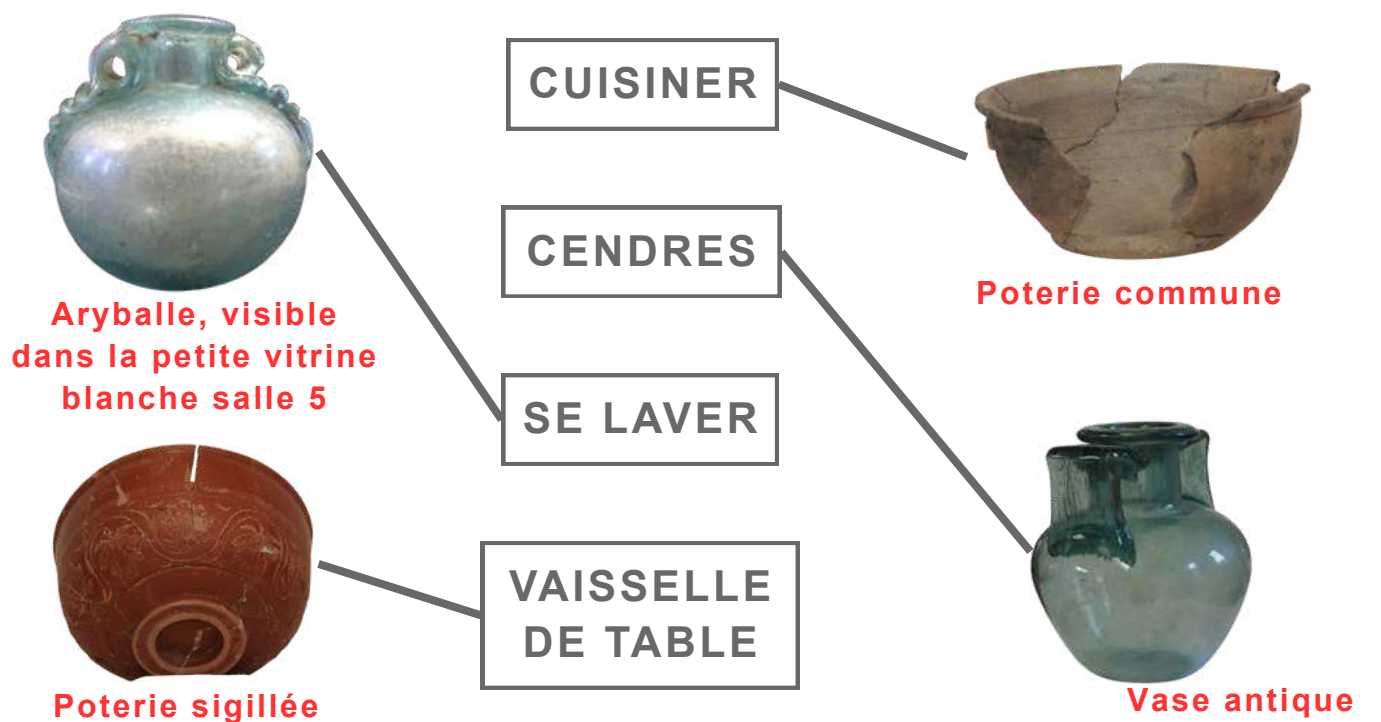 CUISINER
CENDRES
SE LAVER
VAISSELLE
DE TABLE
Aryballe, visible
dans la petite vitrine
blanche salle 5
Poterie commune
Poterie sigillée
Vase antique